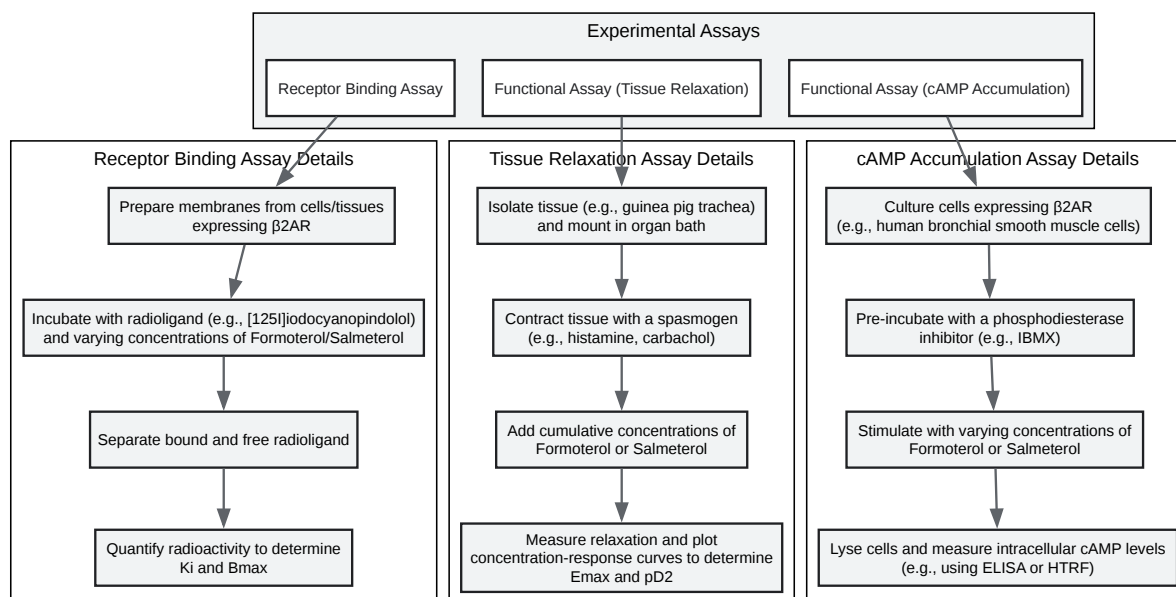 Experimental Assays
Receptor Binding Assay
Functional Assay (Tissue Relaxation)
Functional Assay (cAMP Accumulation)
Receptor Binding Assay Details
Prepare membranes from cells/tissues
expressing β2AR
Incubate with radioligand (e.g., [125I]iodocyanopindolol)
and varying concentrations of Formoterol/Salmeterol
Separate bound and free radioligand
Quantify radioactivity to determine
Ki and Bmax
Tissue Relaxation Assay Details
Isolate tissue (e.g., guinea pig trachea)
and mount in organ bath
Contract tissue with a spasmogen
(e.g., histamine, carbachol)
Add cumulative concentrations of
Formoterol or Salmeterol
Measure relaxation and plot
concentration-response curves to determine
Emax and pD2
cAMP Accumulation Assay Details
Culture cells expressing β2AR
(e.g., human bronchial smooth muscle cells)
Pre-incubate with a phosphodiesterase
inhibitor (e.g., IBMX)
Stimulate with varying concentrations of
Formoterol or Salmeterol
Lyse cells and measure intracellular cAMP levels
(e.g., using ELISA or HTRF)